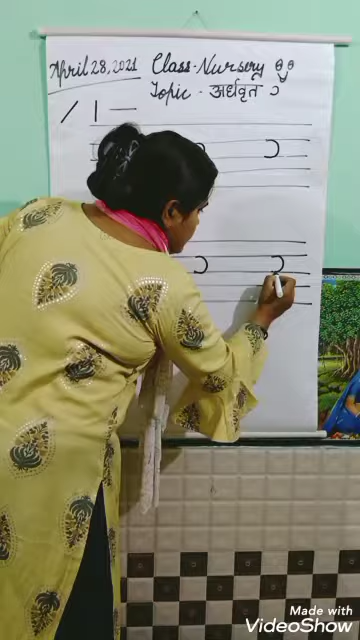 April 28, 2021 Class-Nursery
Topic - अर्धवृत
Made with
VideoShow